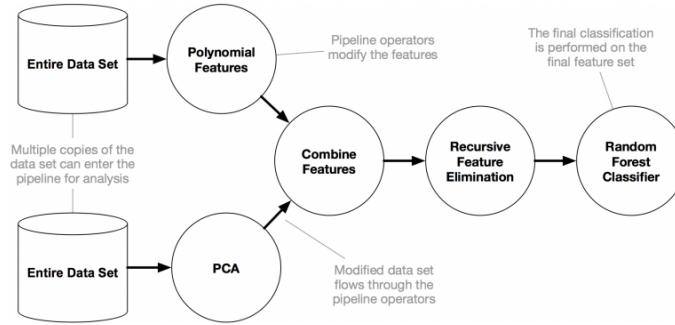 Entire Data Set
Polynomial
Features
Pipeline operators
modify the features
The final classification
is performed on the
final feature set
Multiple copies of the
data set can enter the
pipeline for analysis
Combine
Features
Recursive
Feature
Elimination
Random
Forest
Classifier
Entire Data Set
PCA
Modified data set
flows through the
pipeline operators